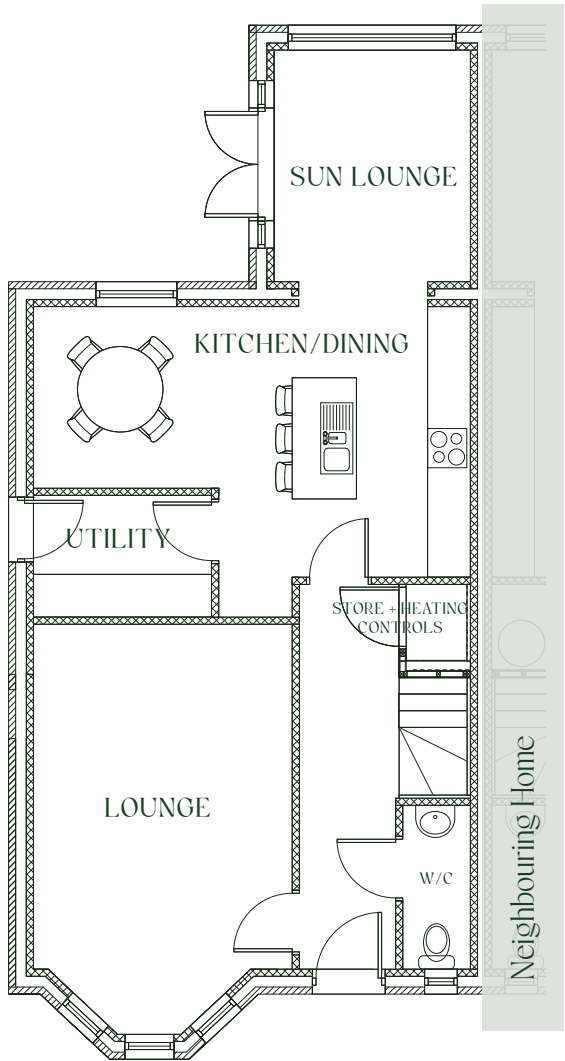 SUN LOUNGE
KITCHEN/DINING
UTILITY
STORE + HEATING
CONTROLS
LOUNGE
W/C
Neighbouring Home